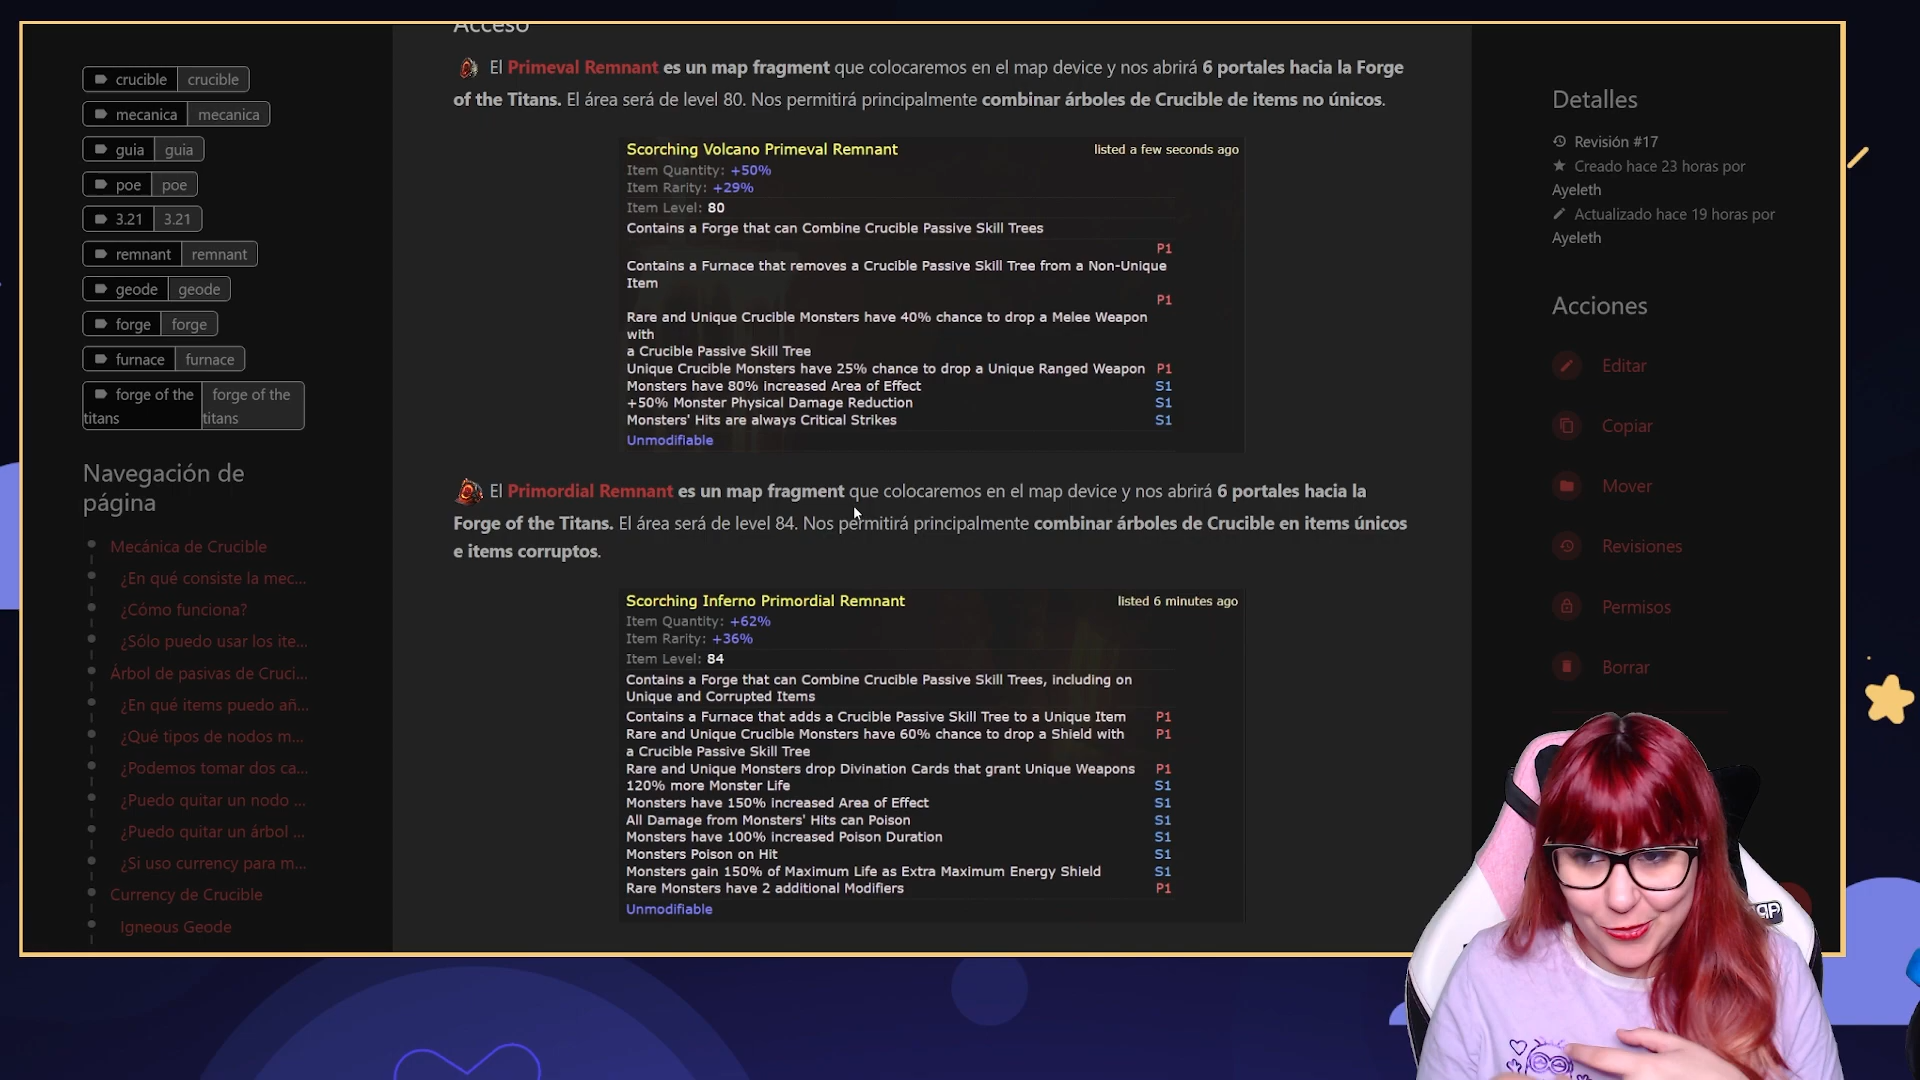 Acceso
crucible crucible
mecanica mecanica
guia guia
poe poe
3.21 3.21
remnant remnant
geode geode
forge forge
furnace furnace
forge of the titans forge of the titans
Navegación de
página
Mecánica de Crucible
¿En qué consiste la mec...
¿Cómo funciona?
¿Sólo puedo usar los ite...
Árbol de pasivas de Cruci...
¿En qué items puedo añ...
¿Qué tipos de nodos m...
¿Podemos tomar dos ca...
¿Puedo quitar un nodo ...
¿Puedo quitar un árbol ...
¿Si uso currency para m...
Currency de Crucible
Igneous Geode
El Primeval Remnant es un map fragment que colocaremos en el map device y nos abrirá 6 portales hacia la Forge
of the Titans. El área será de level 80. Nos permitirá principalmente combinar árboles de Crucible de items no únicos.
Scorching Volcano Primeval Remnant listed a few seconds ago
Item Quantity: +50%
Item Rarity: +29%
Item Level: 80
Contains a Forge that can Combine Crucible Passive Skill Trees
P1
Contains a Furnace that removes a Crucible Passive Skill Tree from a Non-Unique
Item
P1
Rare and Unique Crucible Monsters have 40% chance to drop a Melee Weapon
with
a Crucible Passive Skill Tree
Unique Crucible Monsters have 25% chance to drop a Unique Ranged Weapon P1
Monsters have 80% increased Area of Effect S1
+50% Monster Physical Damage Reduction S1
Monsters' Hits are always Critical Strikes S1
Unmodifiable
El Primordial Remnant es un map fragment que colocaremos en el map device y nos abrirá 6 portales hacia la
Forge of the Titans. El área será de level 84. Nos permitirá principalmente combinar árboles de Crucible en items únicos
e items corruptos.
Scorching Inferno Primordial Remnant listed 6 minutes ago
Item Quantity: +62%
Item Rarity: +36%
Item Level: 84
Contains a Forge that can Combine Crucible Passive Skill Trees, including on
Unique and Corrupted Items
Contains a Furnace that adds a Crucible Passive Skill Tree to a Unique Item P1
Rare and Unique Crucible Monsters have 60% chance to drop a Shield with P1
a Crucible Passive Skill Tree
Rare and Unique Monsters drop Divination Cards that grant Unique Weapons P1
120% more Monster Life S1
Monsters have 150% increased Area of Effect S1
All Damage from Monsters' Hits can Poison S1
Monsters have 100% increased Poison Duration S1
Monsters Poison on Hit S1
Monsters gain 150% of Maximum Life as Extra Maximum Energy Shield S1
Rare Monsters have 2 additional Modifiers P1
Unmodifiable
Detalles
Revisión #17
Creado hace 23 horas por
Ayeleth
Actualizado hace 19 horas por
Ayeleth
Acciones
Editar
Copiar
Mover
Revisiones
Permisos
Borrar